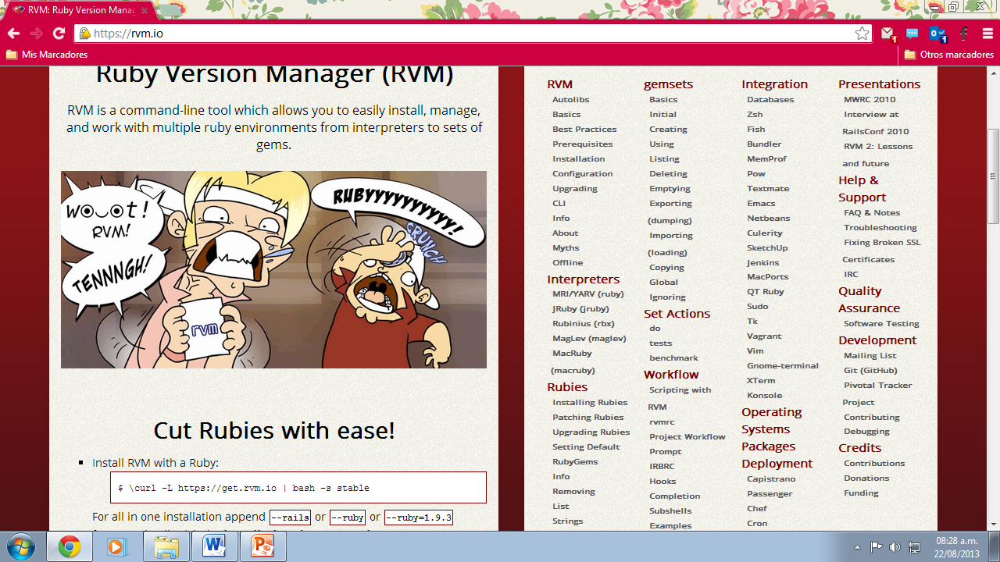 RVM: Ruby Version Manag
https://rvm.io
1
1
Mis Marcadores
Otros marcadores
Ruby Version Manager (RVM)
RVM is a command-line tool which allows you to easily install, manage,
and work with multiple ruby environments from interpreters to sets of
gems.
w○‿○t!
RVM!
TENNNGH!
RUBYYYYYYYYYY!
CRUNCH
rvm
Cut Rubies with ease!
Install RVM with a Ruby:
$ \curl -L https://get.rvm.io | bash -s stable
For all in one installation append --rails or --ruby or --ruby=1.9.3
RVM
Autolibs
Basics
Best Practices
Prerequisites
Installation
Configuration
Upgrading
CLI
Info
About
Myths
Offline
Interpreters
MRI/YARV (ruby)
JRuby (jruby)
Rubinius (rbx)
MagLev (maglev)
MacRuby
(macruby)
Rubies
Installing Rubies
Patching Rubies
Upgrading Rubies
Setting Default
RubyGems
Info
Removing
List
Strings
gemsets
Basics
Initial
Creating
Using
Listing
Deleting
Emptying
Exporting
(dumping)
Importing
(loading)
Copying
Global
Ignoring
Set Actions
do
tests
benchmark
Workflow
Scripting with
RVM
rvmrc
Project Workflow
Prompt
IRBRC
Hooks
Completion
Subshells
Examples
Integration
Databases
Zsh
Fish
Bundler
MemProf
Pow
Textmate
Emacs
Netbeans
Culerity
SketchUp
Jenkins
MacPorts
QT Ruby
Sudo
Tk
Vagrant
Vim
Gnome-terminal
XTerm
Konsole
Operating
Systems
Packages
Deployment
Capistrano
Passenger
Chef
Cron
Presentations
MWRC 2010
Interview at
RailsConf 2010
RVM 2: Lessons
and future
Help &
Support
FAQ & Notes
Troubleshooting
Fixing Broken SSL
Certificates
IRC
Quality
Assurance
Software Testing
Development
Mailing List
Git (GitHub)
Pivotal Tracker
Project
Contributing
Debugging
Credits
Contributions
Donations
Funding
08:28 a.m.
22/08/2013